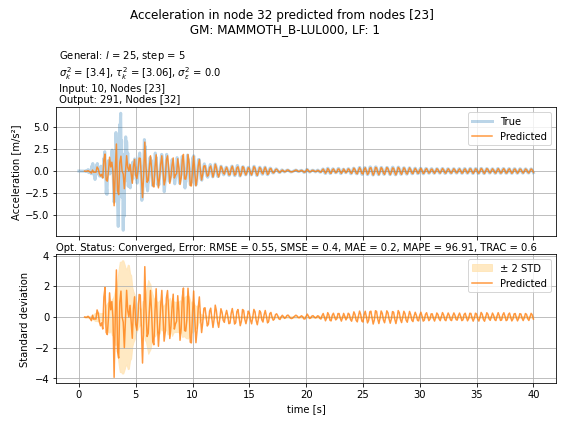 Acceleration in node 32 predicted from nodes [23]
GM: MAMMOTH_B-LUL000, LF: 1
General: l = 25, step = 5
σ²ₖ = [3.4], τ²ₖ = [3.06], σ²ε = 0.0
Input: 10, Nodes [23]
Output: 291, Nodes [32]
Acceleration [m/s²]
5.0
2.5
0.0
−2.5
−5.0
True
Predicted
Opt. Status: Converged, Error: RMSE = 0.55, SMSE = 0.4, MAE = 0.2, MAPE = 96.91, TRAC = 0.6
Standard deviation
4
2
0
−2
−4
± 2 STD
Predicted
0 5 10 15 20 25 30 35 40
time [s]